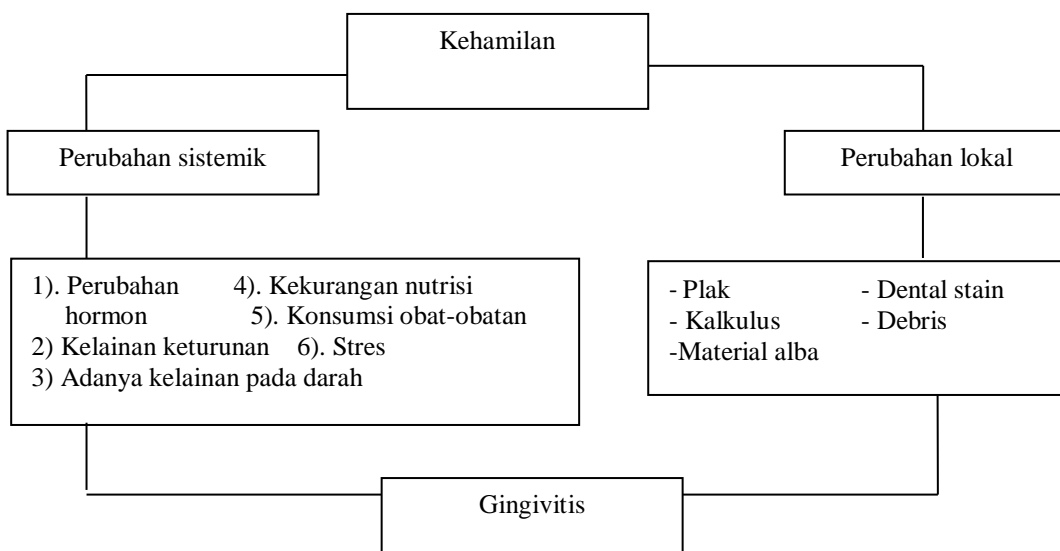 Kehamilan
Perubahan sistemik
Perubahan lokal
1). Perubahan 4). Kekurangan nutrisi
hormon 5). Konsumsi obat-obatan
2) Kelainan keturunan 6). Stres
3) Adanya kelainan pada darah
- Plak - Dental stain
- Kalkulus - Debris
-Material alba
Gingivitis